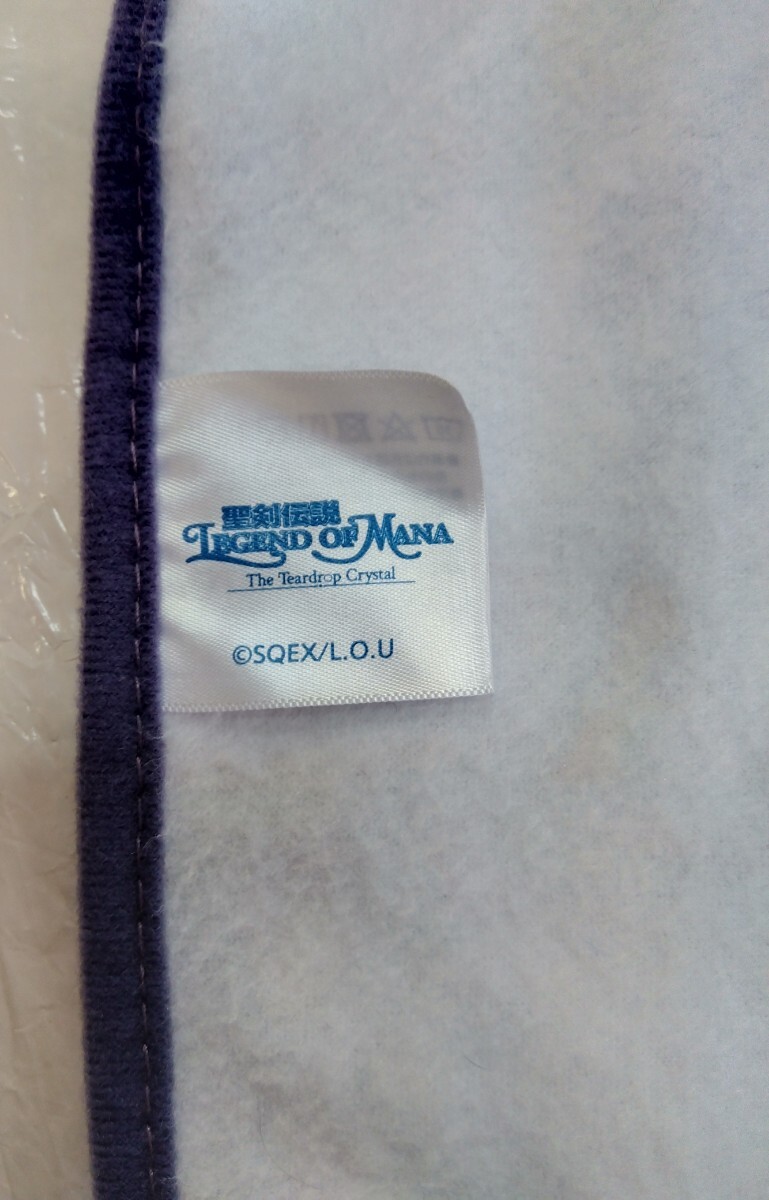 聖剣伝説
LEGEND OF MANA
The Teardrop Crystal
©SQEX/L.O.U